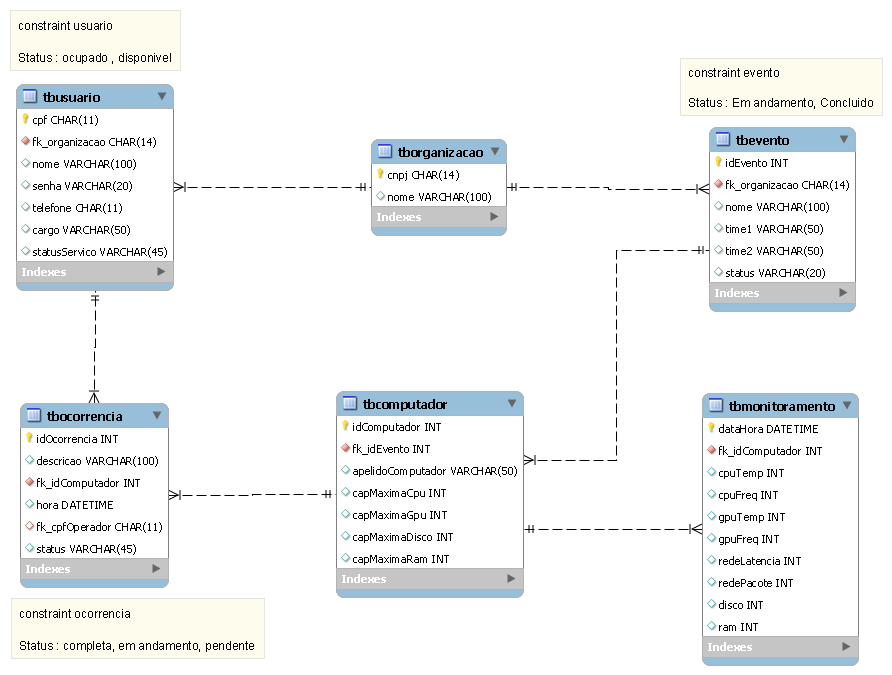 constraint usuario
Status : ocupado , disponivel
tbusuario
cpf CHAR(11)
fk_organizacao CHAR(14)
nome VARCHAR(100)
senha VARCHAR(20)
telefone CHAR(11)
cargo VARCHAR(50)
statusServico VARCHAR(45)
Indexes
tborganizacao
cnpj CHAR(14)
nome VARCHAR(100)
Indexes
constraint evento
Status : Em andamento, Concluido
tbevento
idEvento INT
fk_organizacao CHAR(14)
nome VARCHAR(100)
time1 VARCHAR(50)
time2 VARCHAR(50)
status VARCHAR(20)
Indexes
tbocorrencia
idOcorrencia INT
descricao VARCHAR(100)
fk_idComputador INT
hora DATETIME
fk_cpfOperador CHAR(11)
status VARCHAR(45)
Indexes
constraint ocorrencia
Status : completa, em andamento, pendente
tbcomputador
idComputador INT
fk_idEvento INT
apelidoComputador VARCHAR(50)
capMaximaCpu INT
capMaximaGpu INT
capMaximaDisco INT
capMaximaRam INT
Indexes
tbmonitoramento
dataHora DATETIME
fk_idComputador INT
cpuTemp INT
cpuFreq INT
gpuTemp INT
gpuFreq INT
redeLatencia INT
redePacote INT
disco INT
ram INT
Indexes